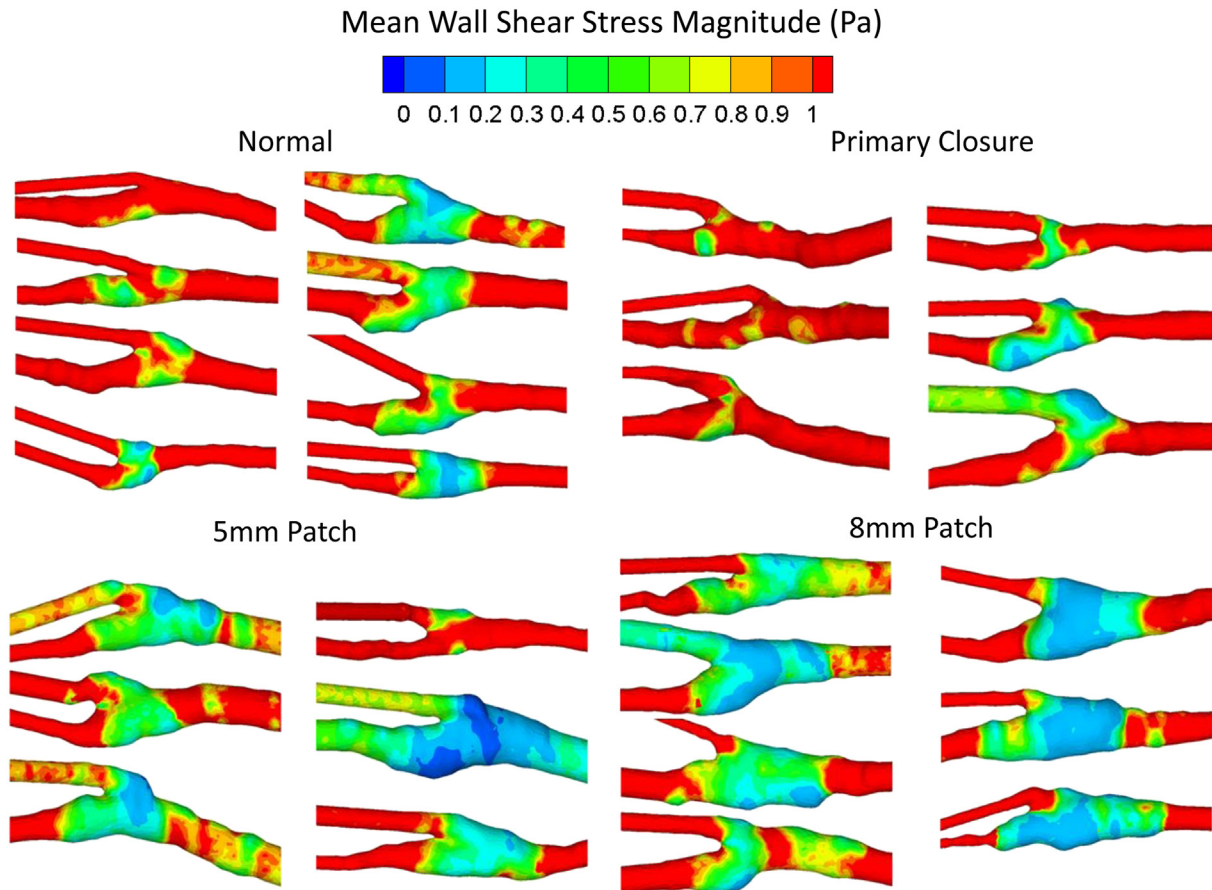 Mean Wall Shear Stress Magnitude (Pa)
0 0.1 0.2 0.3 0.4 0.5 0.6 0.7 0.8 0.9 1
Normal
Primary Closure
5mm Patch
8mm Patch